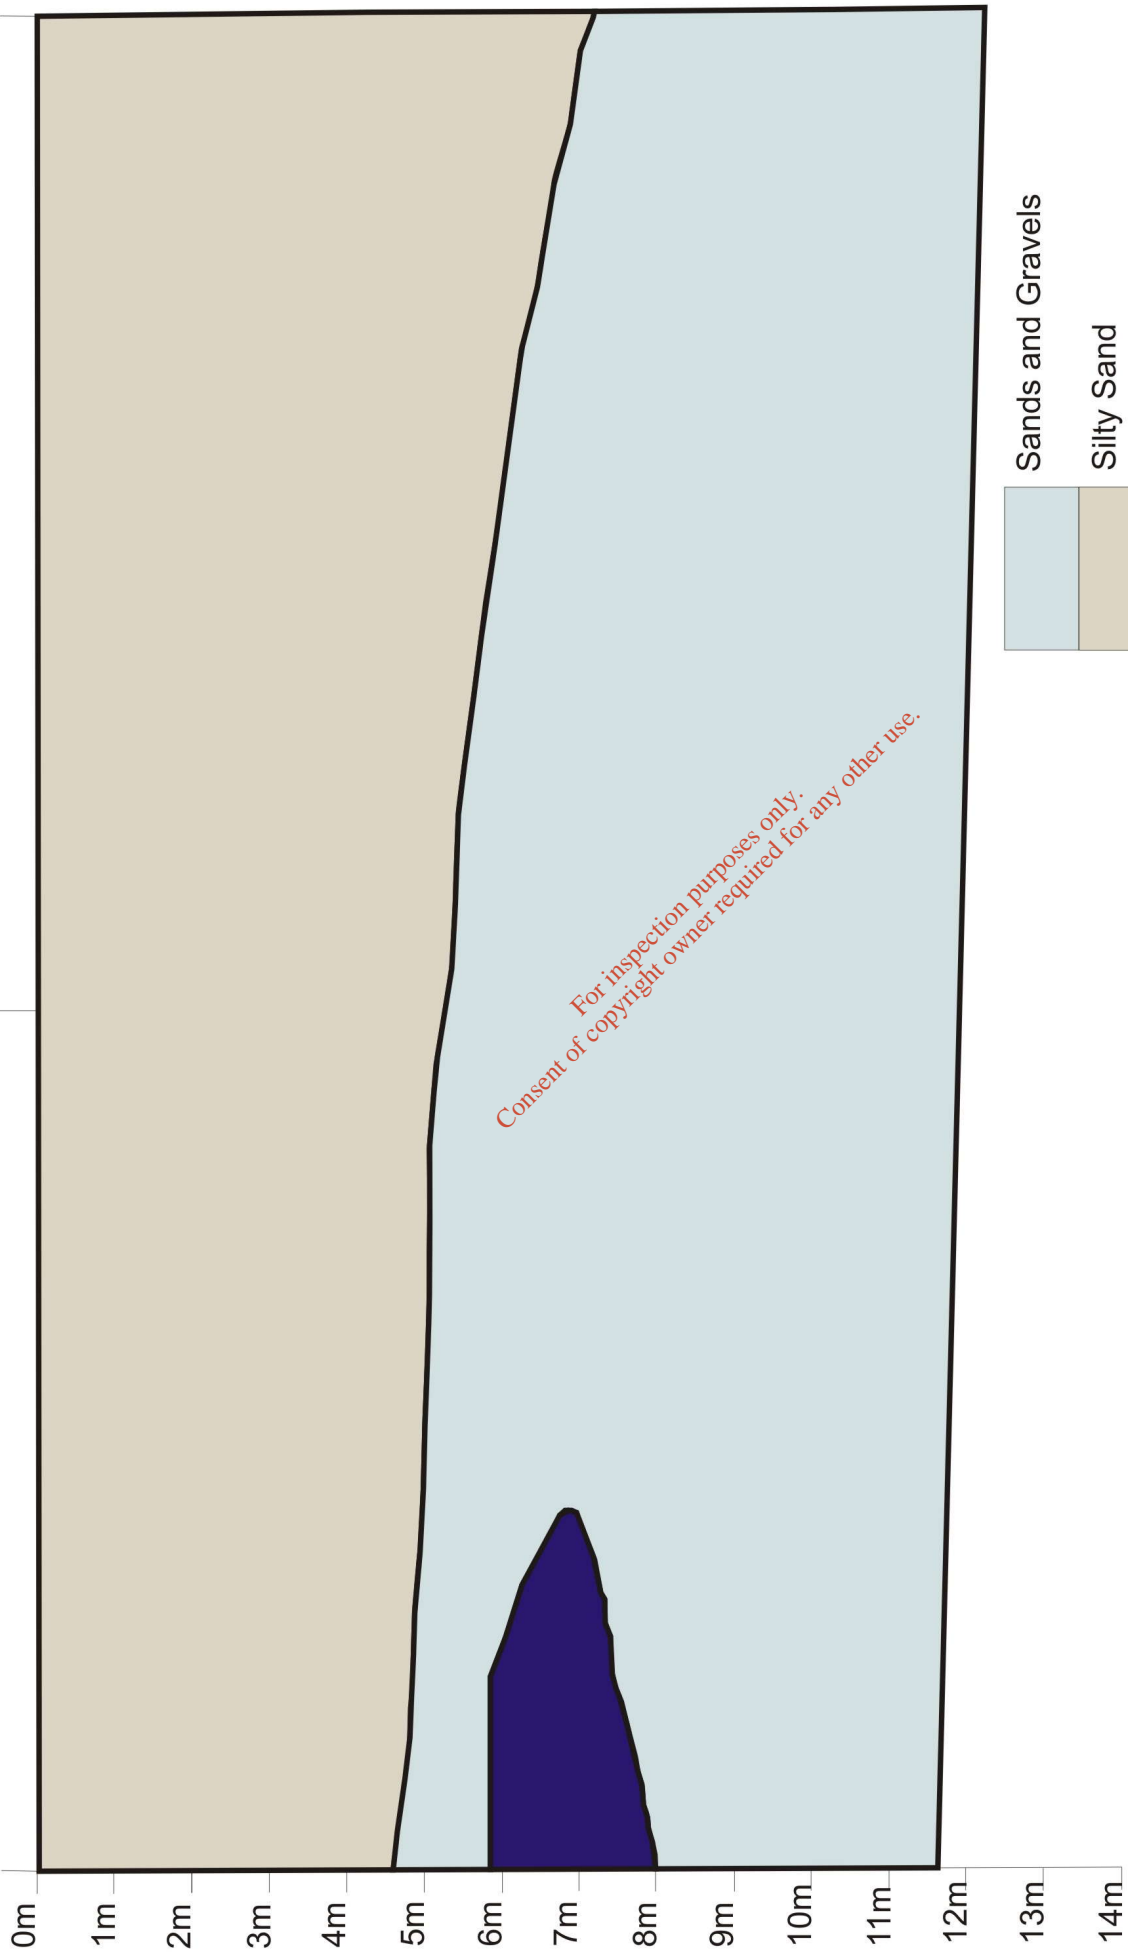 0m
1m
2m
3m
4m
5m
6m
7m
8m
9m
10m
11m
12m
13m
14m
For inspection purposes only.
Consent of copyright owner required for any other use.
Sands and Gravels
Silty Sand